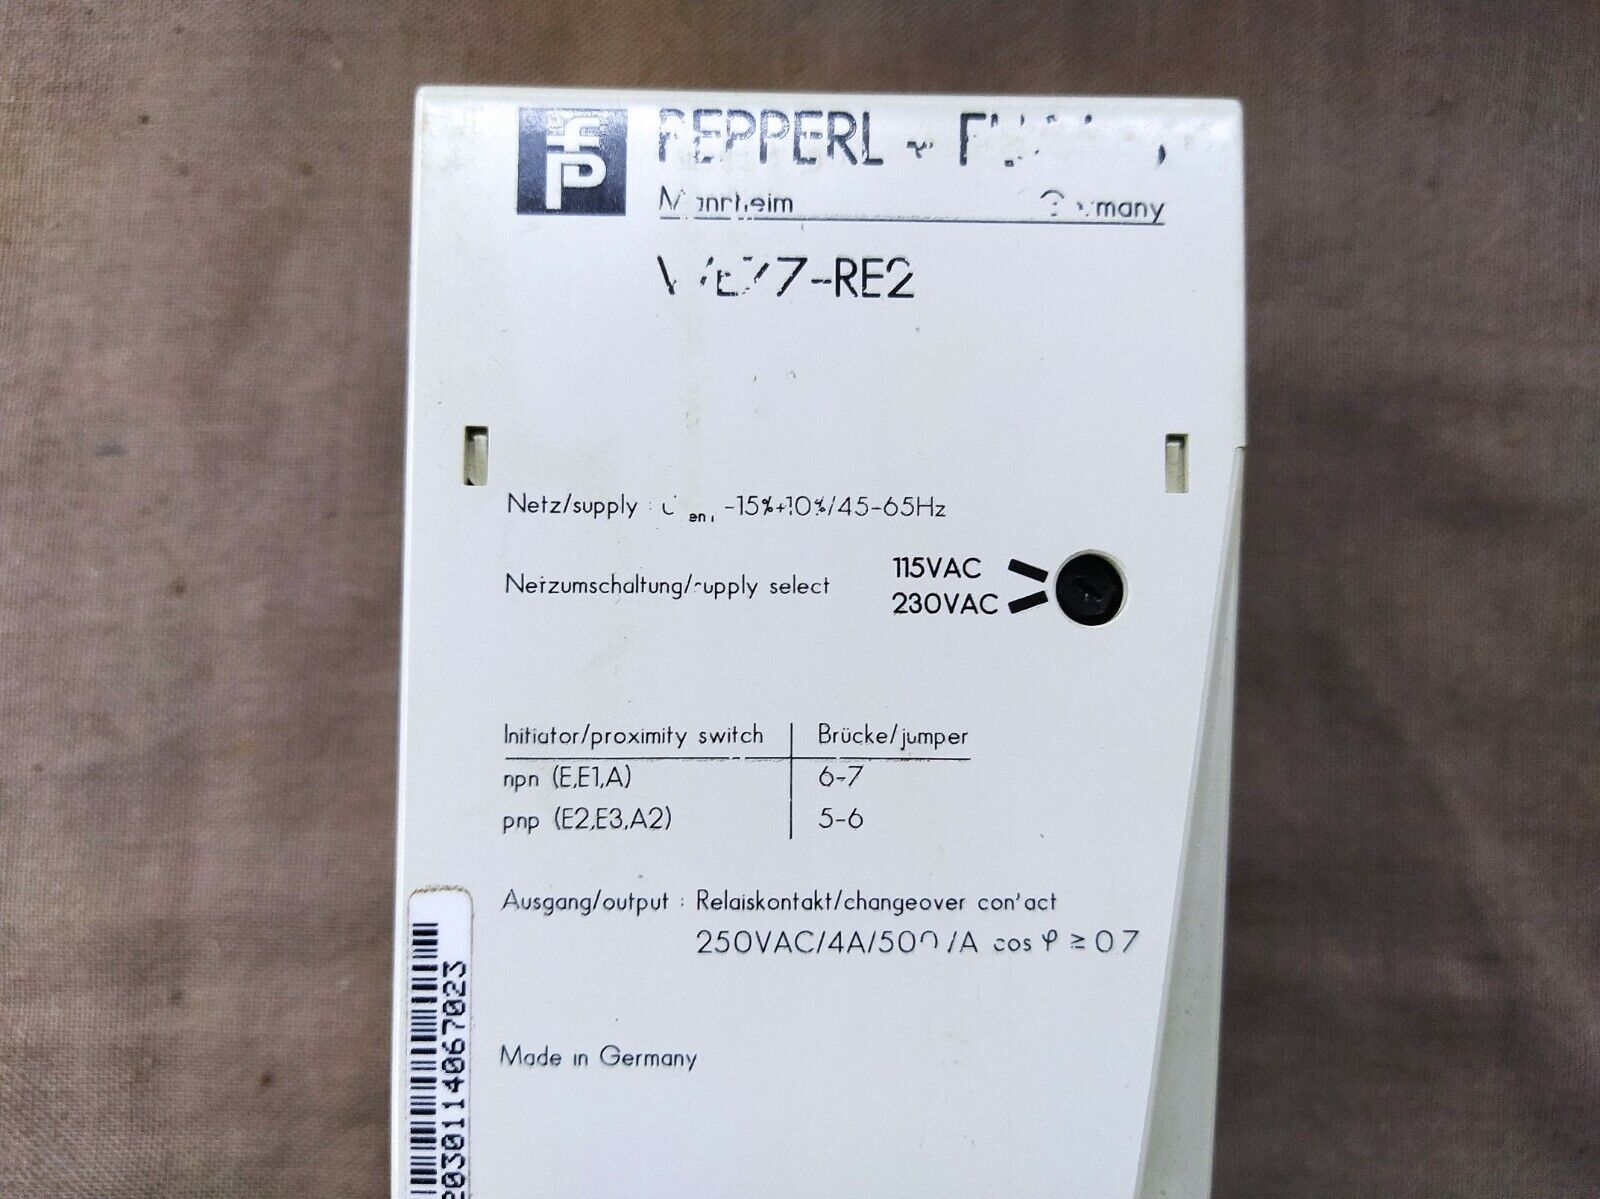 PEPPERL +
Mannheim Germany
-RE2
Netz/supply : -15%+10%/45-65Hz
Netzumschaltung/supply select
115VAC
230VAC
Initiator/proximity switch Brücke/jumper
npn (E,E1,A) 6-7
pnp (E2,E3,A2) 5-6
Ausgang/output : Relaiskontakt/changeover contact
250VAC/4A/500VA cos φ ≥ 0.7
Made in Germany
2030114067023